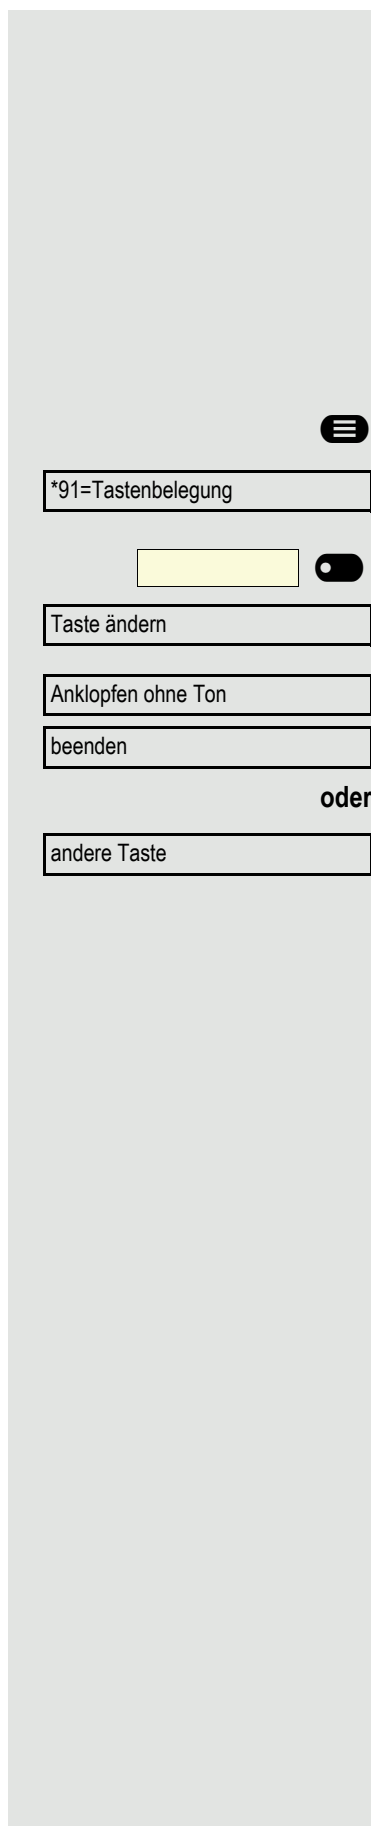 *91=Tastenbelegung
Taste ändern
Anklopfen ohne Ton
beenden
oder
andere Taste